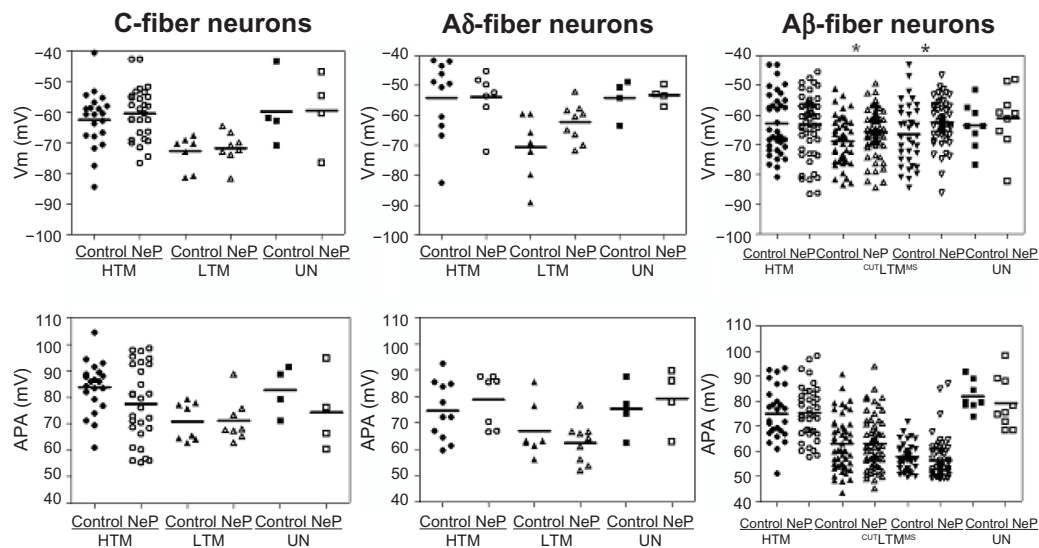 C-fiber neurons
Aδ-fiber neurons
Aβ-fiber neurons
Vm (mV)
−40
−50
−60
−70
−80
−90
−100
Control NeP Control NeP Control NeP
HTM LTM UN
Vm (mV)
−40
−50
−60
−70
−80
−90
−100
Control NeP Control NeP Control NeP
HTM LTM UN
* *
Vm (mV)
−40
−50
−60
−70
−80
−90
−100
Control NeP Control NeP Control NeP Control NeP
HTM CUTLTMMS UN
APA (mV)
110
100
90
80
70
60
50
40
Control NeP Control NeP Control NeP
HTM LTM UN
APA (mV)
110
100
90
80
70
60
50
40
Control NeP Control NeP Control NeP
HTM LTM UN
APA (mV)
110
100
90
80
70
60
50
40
Control NeP Control NeP Control NeP Control NeP
HTM CUTLTMMS UN